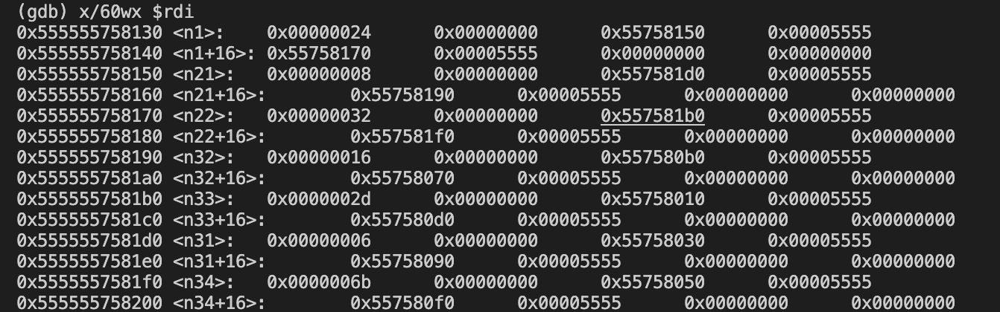 (gdb) x/60wx $rdi
0x555555758130 <n1>: 0x00000024 0x00000000 0x55758150 0x00005555
0x555555758140 <n1+16>: 0x55758170 0x00005555 0x00000000 0x00000000
0x555555758150 <n21>: 0x00000008 0x00000000 0x557581d0 0x00005555
0x555555758160 <n21+16>: 0x55758190 0x00005555 0x00000000 0x00000000
0x555555758170 <n22>: 0x00000032 0x00000000 0x557581b0 0x00005555
0x555555758180 <n22+16>: 0x557581f0 0x00005555 0x00000000 0x00000000
0x555555758190 <n32>: 0x00000016 0x00000000 0x557580b0 0x00005555
0x5555557581a0 <n32+16>: 0x55758070 0x00005555 0x00000000 0x00000000
0x5555557581b0 <n33>: 0x0000002d 0x00000000 0x55758010 0x00005555
0x5555557581c0 <n33+16>: 0x557580d0 0x00005555 0x00000000 0x00000000
0x5555557581d0 <n31>: 0x00000006 0x00000000 0x55758030 0x00005555
0x5555557581e0 <n31+16>: 0x55758090 0x00005555 0x00000000 0x00000000
0x5555557581f0 <n34>: 0x0000006b 0x00000000 0x55758050 0x00005555
0x555555758200 <n34+16>: 0x557580f0 0x00005555 0x00000000 0x00000000